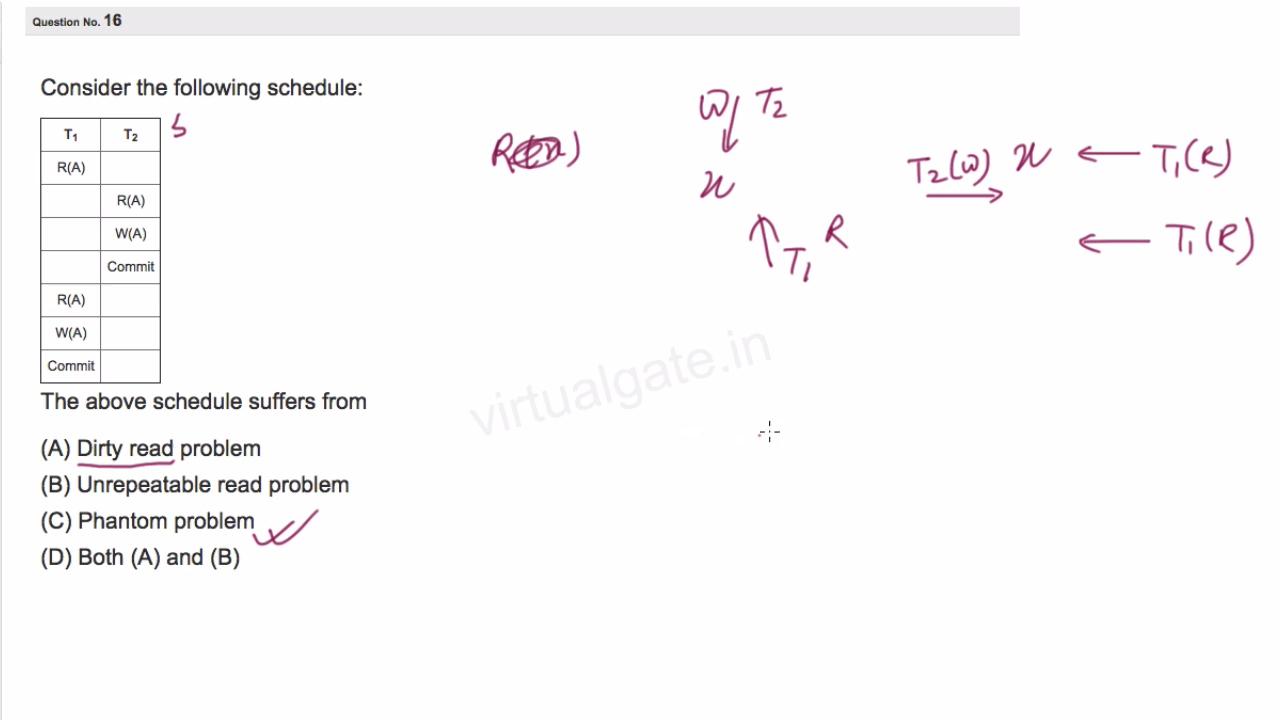 Question No. 16
Consider the following schedule:
T₁ T₂ S
R(A)
R(A)
W(A)
Commit
R(A)
W(A)
Commit
The above schedule suffers from
(A) Dirty read problem
(B) Unrepeatable read problem
(C) Phantom problem
(D) Both (A) and (B)
W T₂
x
T₁ R
T₂(W) x ← T₁(R)
← T₁(R)
virtualgate.in